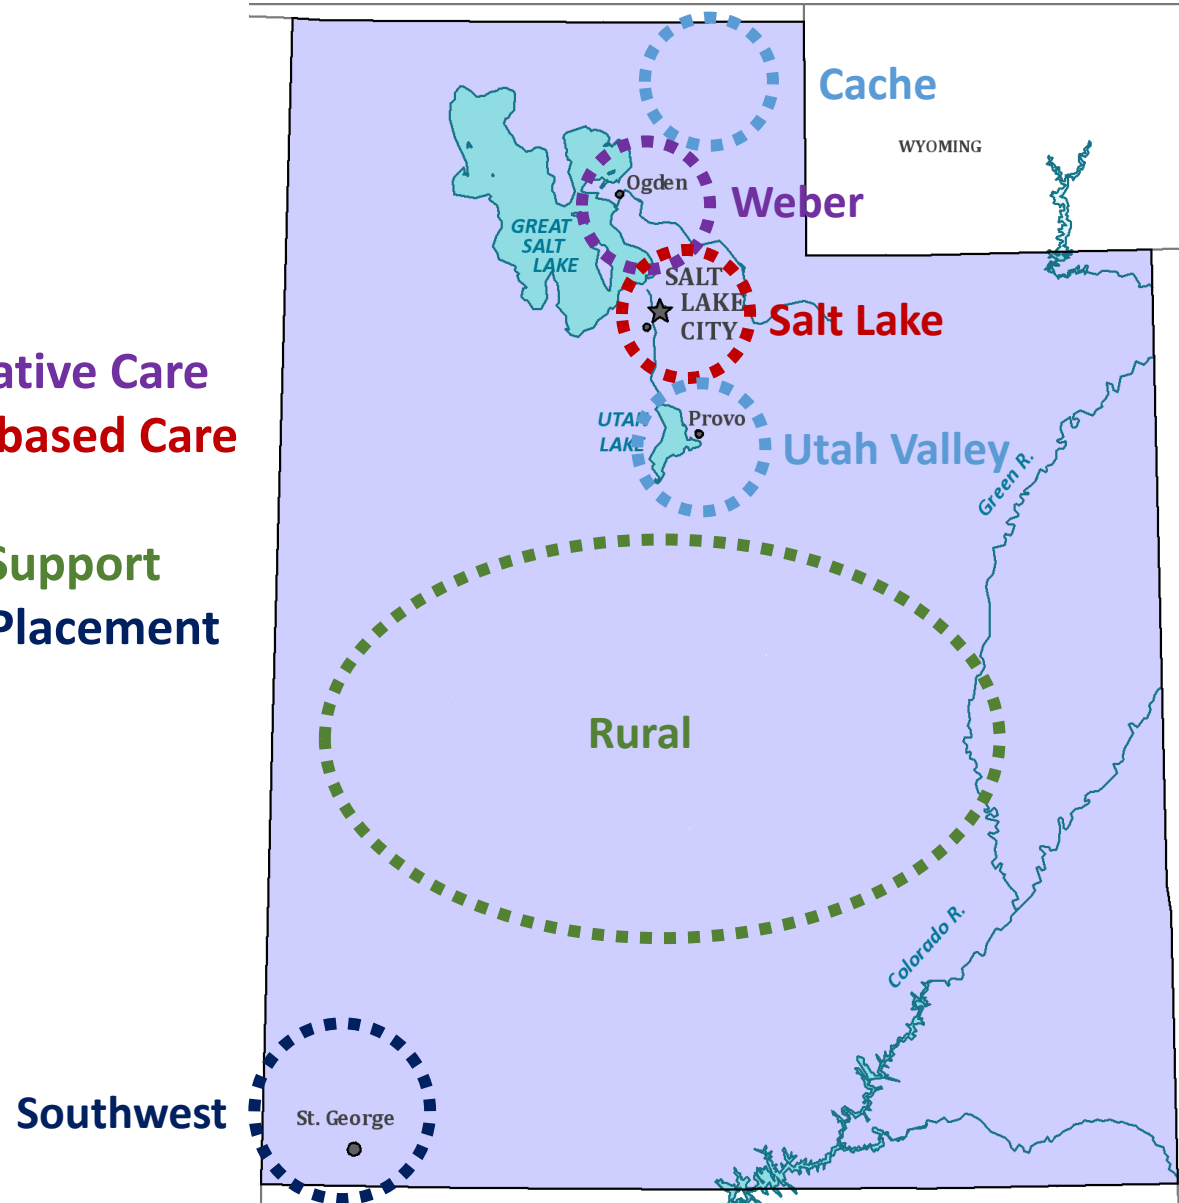 Cache
WYOMING
Ogden
Weber
GREAT
SALT
LAKE
SALT
LAKE
CITY
Salt Lake
Care
based Care
UTAH
LAKE
Provo
Utah Valley
Green R.
Support
Placement
Rural
Colorado R.
Southwest
St. George